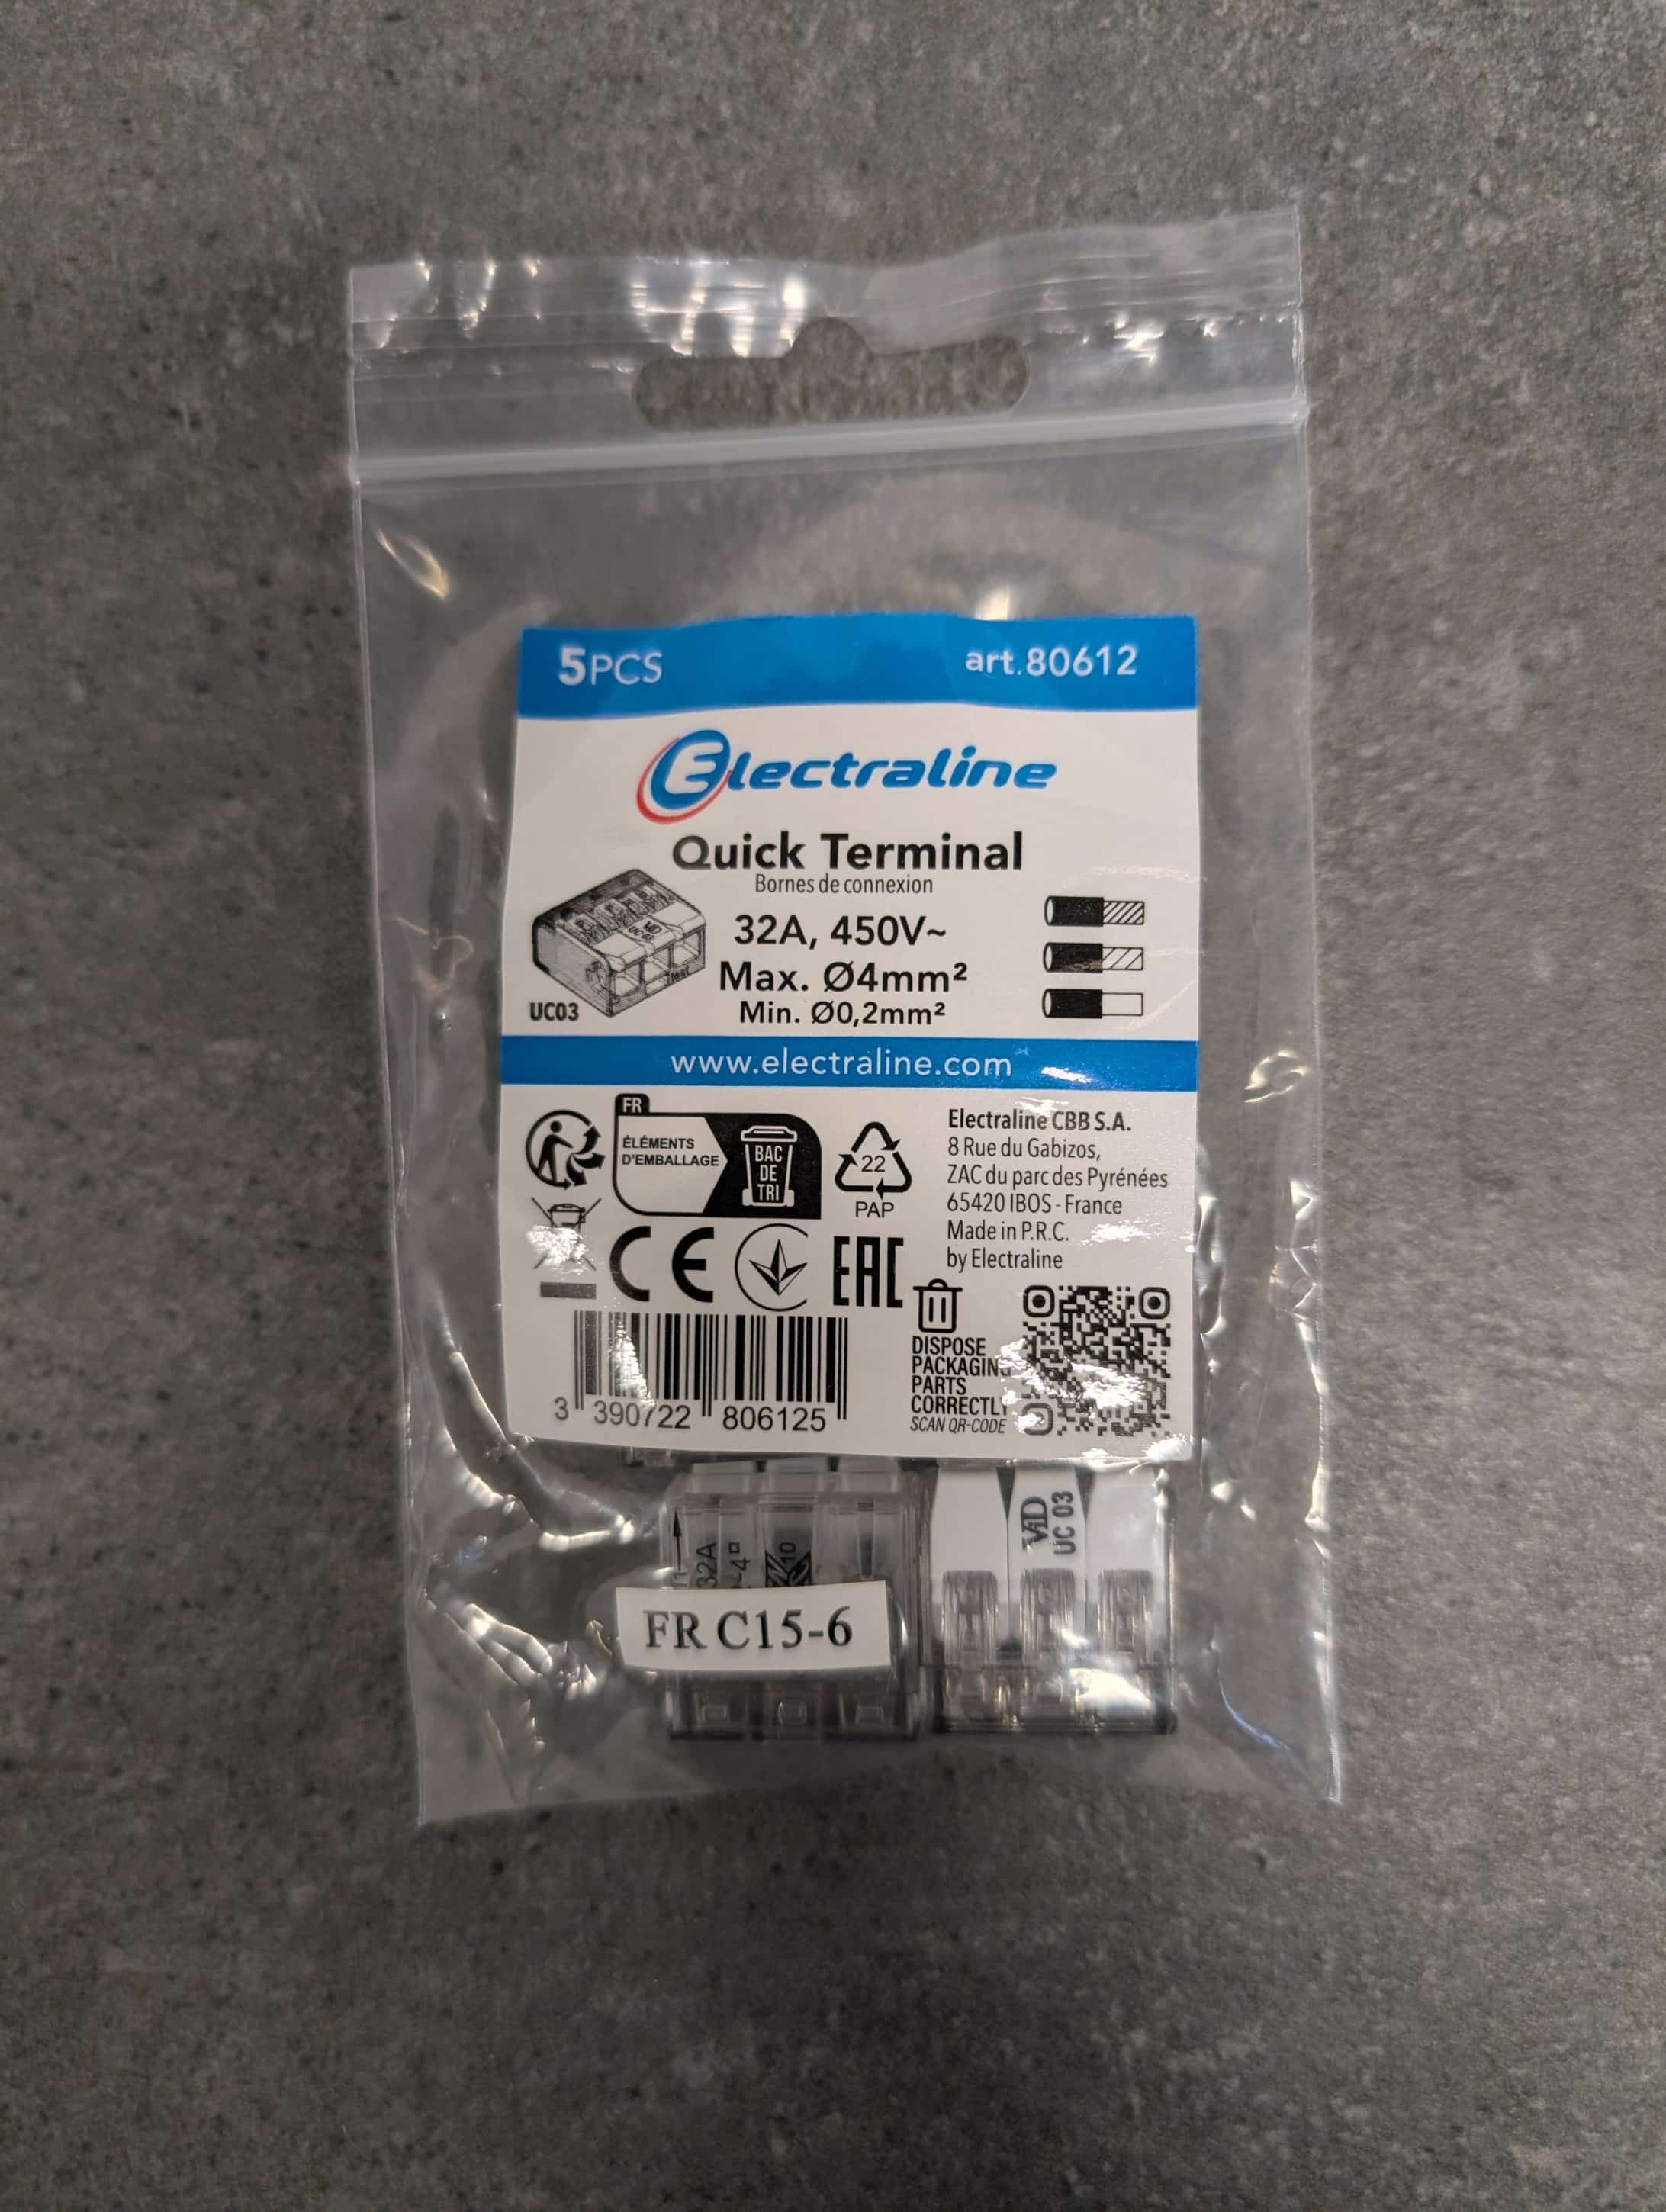 5PCS art.80612
Electraline
Quick Terminal
Bornes de connexion
32A, 450V~
Max. Ø4mm²
Min. Ø0,2mm²
UC03
www.electraline.com
FR
ÉLÉMENTS
D'EMBALLAGE
BAC
DE
TRI
22
PAP
Electraline CBB S.A.
8 Rue du Gabizos,
ZAC du parc des Pyrénées
65420 IBOS - France
Made in P.R.C.
by Electraline
CE
EAC
DISPOSE
PACKAGING
PARTS
CORRECTLY
SCAN QR-CODE
3 390722 806125
32A
10
ViD
UC 03
FR C15-6